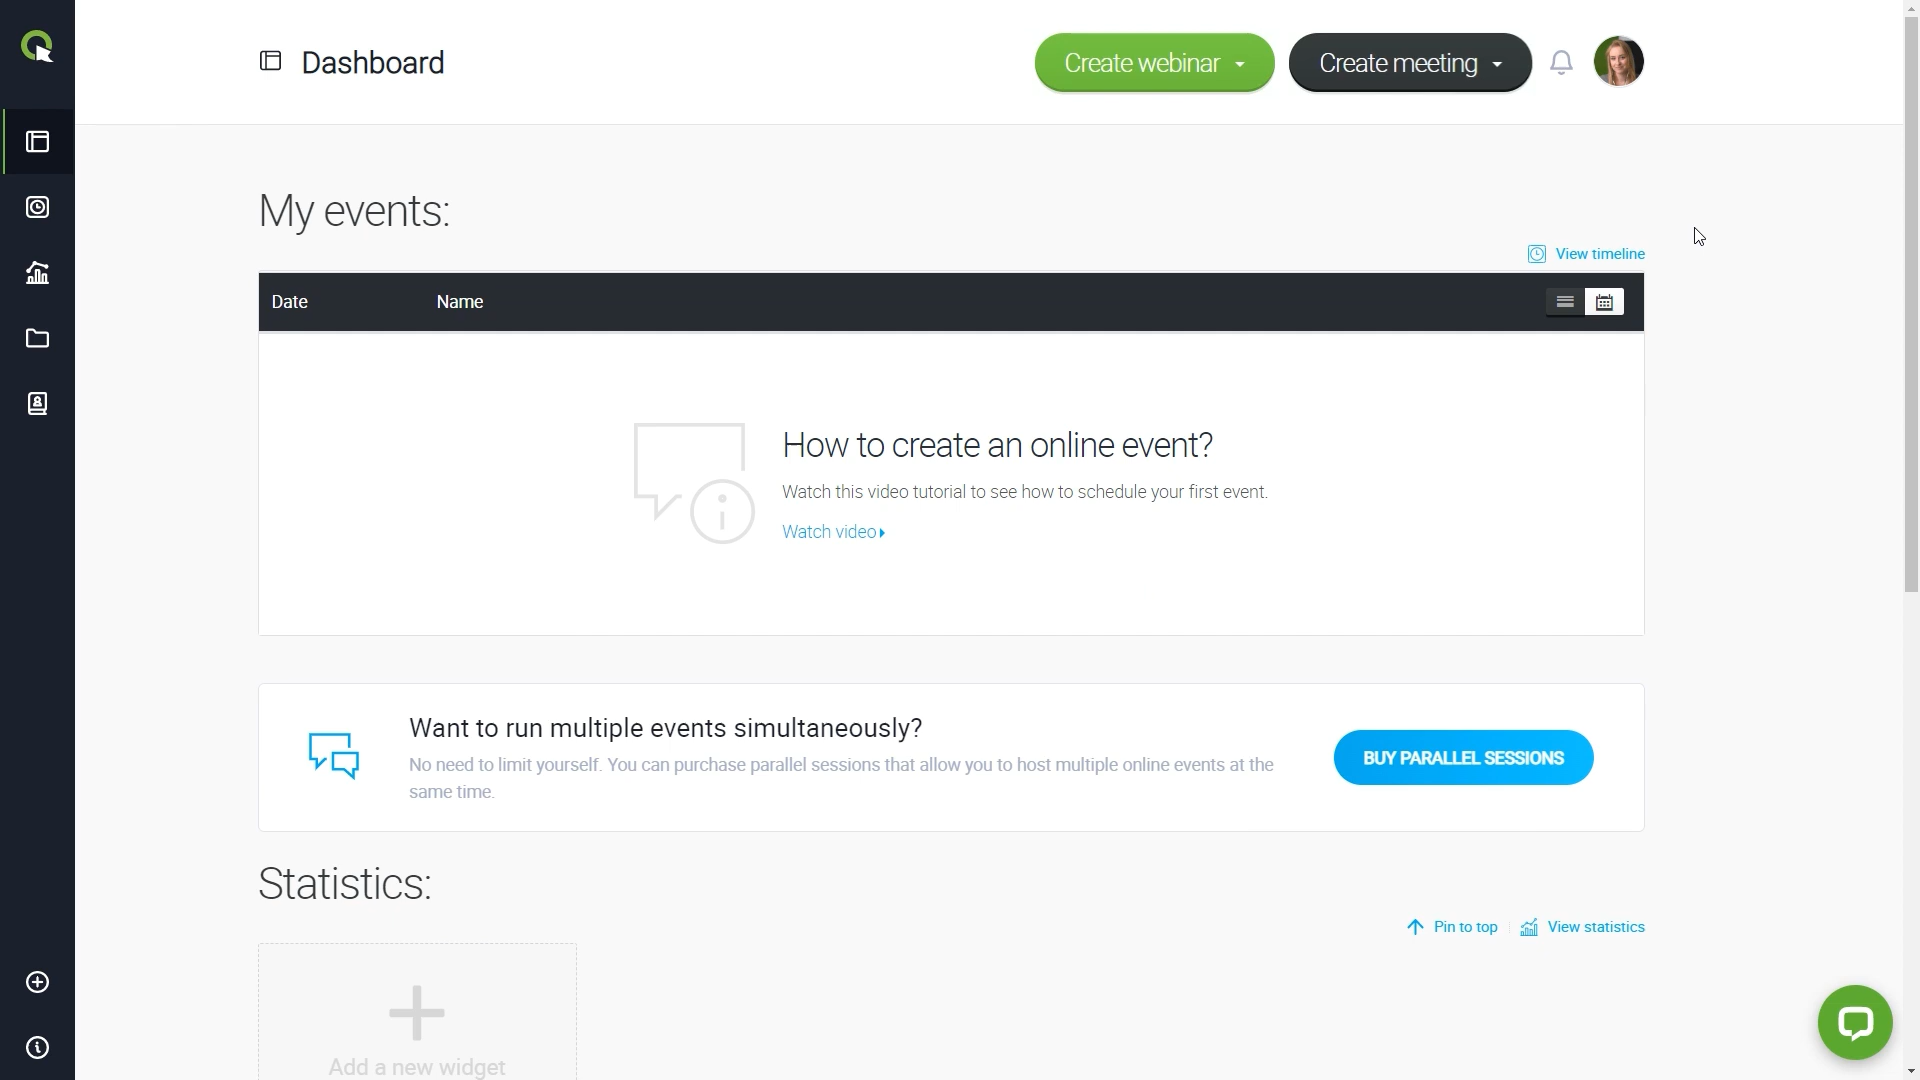 Dashboard
Create webinar
Create meeting
My events:
View timeline
Date
Name
How to create an online event?
Watch this video tutorial to see how to schedule your first event.
Watch video
Want to run multiple events simultaneously?
No need to limit yourself. You can purchase parallel sessions that allow you to host multiple online events at the
same time.
BUY PARALLEL SESSIONS
Statistics:
Pin to top
View statistics
Add a new widget